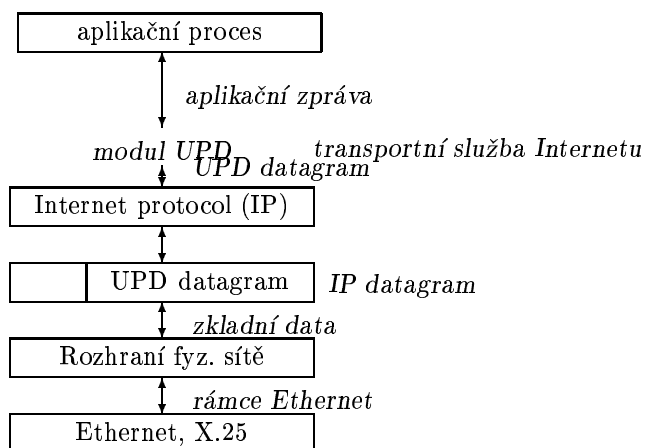 aplikační proces
aplikační zpráva
modul UPD transportní služba Internetu
UPD datagram
Internet protocol (IP)
UPD datagram IP datagram
zkladní data
Rozhraní fyz. sítě
rámce Ethernet
Ethernet, X.25